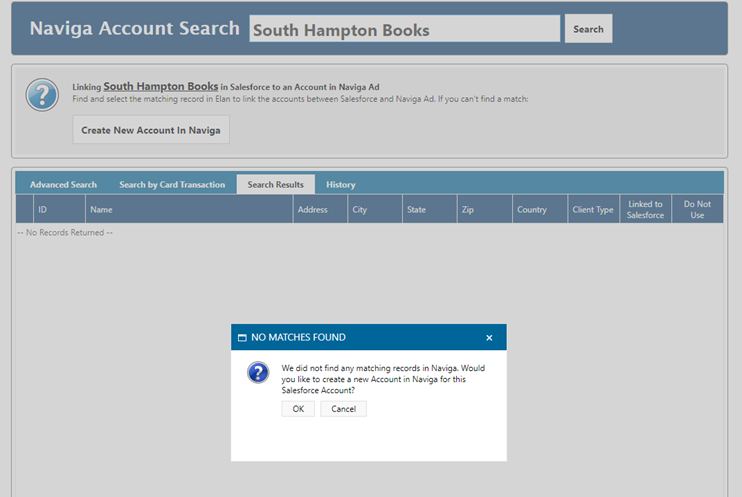 Naviga Account Search
South Hampton Books
Search
Linking South Hampton Books in Salesforce to an Account in Naviga Ad
Find and select the matching record in Elan to link the accounts between Salesforce and Naviga Ad. If you can't find a match:
Create New Account In Naviga
Advanced Search
Search by Card Transaction
Search Results
History
ID
Name
Address
City
State
Zip
Country
Client Type
Linked to
Salesforce
Do Not
Use
-- No Records Returned --
NO MATCHES FOUND
We did not find any matching records in Naviga. Would
you like to create a new Account in Naviga for this
Salesforce Account?
OK
Cancel